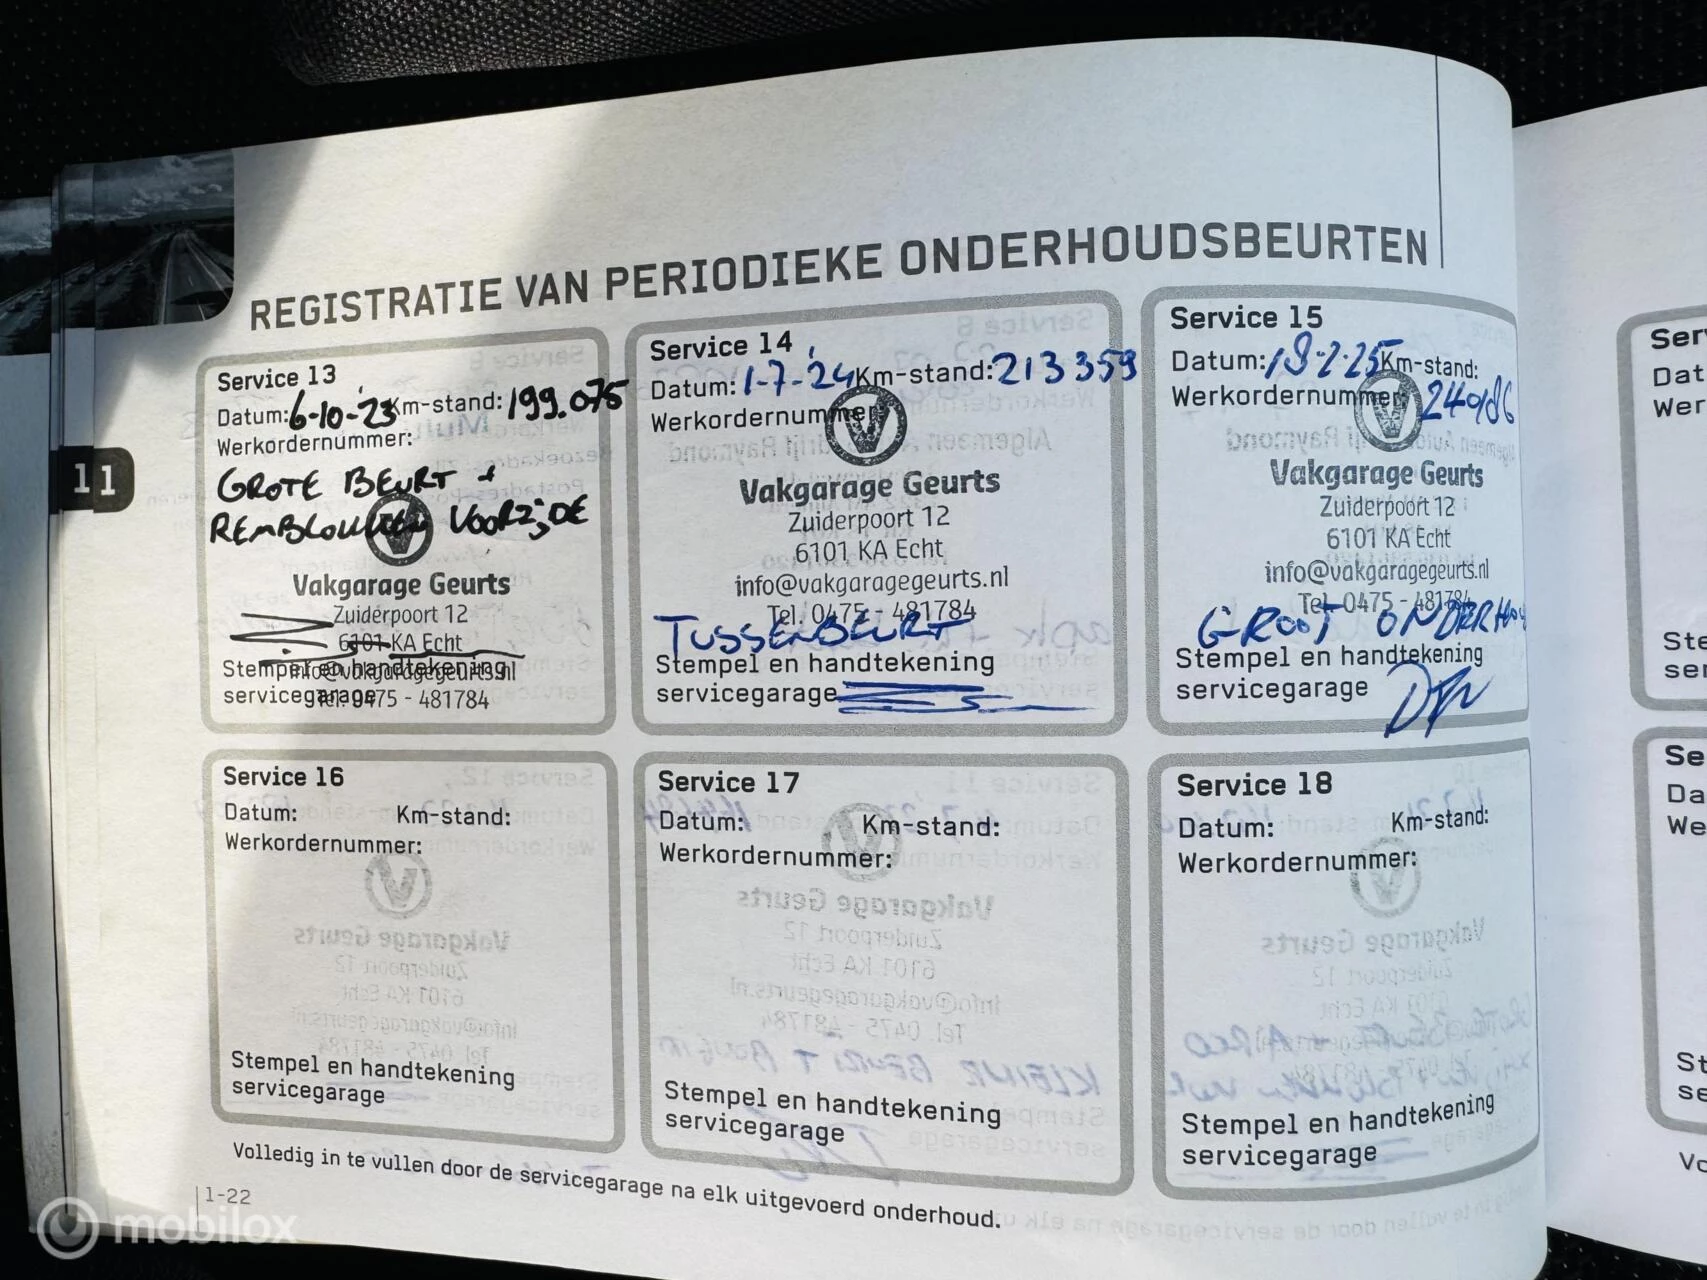 REGISTRATIE VAN PERIODIEKE ONDERHOUDSBEURTEN
11
Service 13
Datum: 6-10-23 Km-stand: 199.075
Werkordernummer:
GROTE BEURT +
REMBLOKKEN VOORZIJDE
Vakgarage Geurts
Zuiderpoort 12
6101 KA Echt
info@vakgaragegeurts.nl
Tel. 0475 - 481784
Stempel en handtekening
servicegarage
Service 14
Datum: 1-7-24 Km-stand: 213359
Werkordernummer:
Vakgarage Geurts
Zuiderpoort 12
6101 KA Echt
info@vakgaragegeurts.nl
Tel. 0475 - 481784
TUSSENBEURT
Stempel en handtekening
servicegarage
Service 15
Datum: 19-2-25 Km-stand:
Werkordernummer:
Vakgarage Geurts
Zuiderpoort 12
6101 KA Echt
info@vakgaragegeurts.nl
Tel. 0475 - 481784
GROOT
Stempel en handtekening
servicegarage
Service 16
Datum: Km-stand:
Werkordernummer:
Stempel en handtekening
servicegarage
Service 17
Datum: Km-stand:
Werkordernummer:
Stempel en handtekening
servicegarage
Service 18
Datum: Km-stand:
Werkordernummer:
Stempel en handtekening
servicegarage
Volledig in te vullen door de servicegarage na elk uitgevoerd onderhoud.
1-22
mobilox